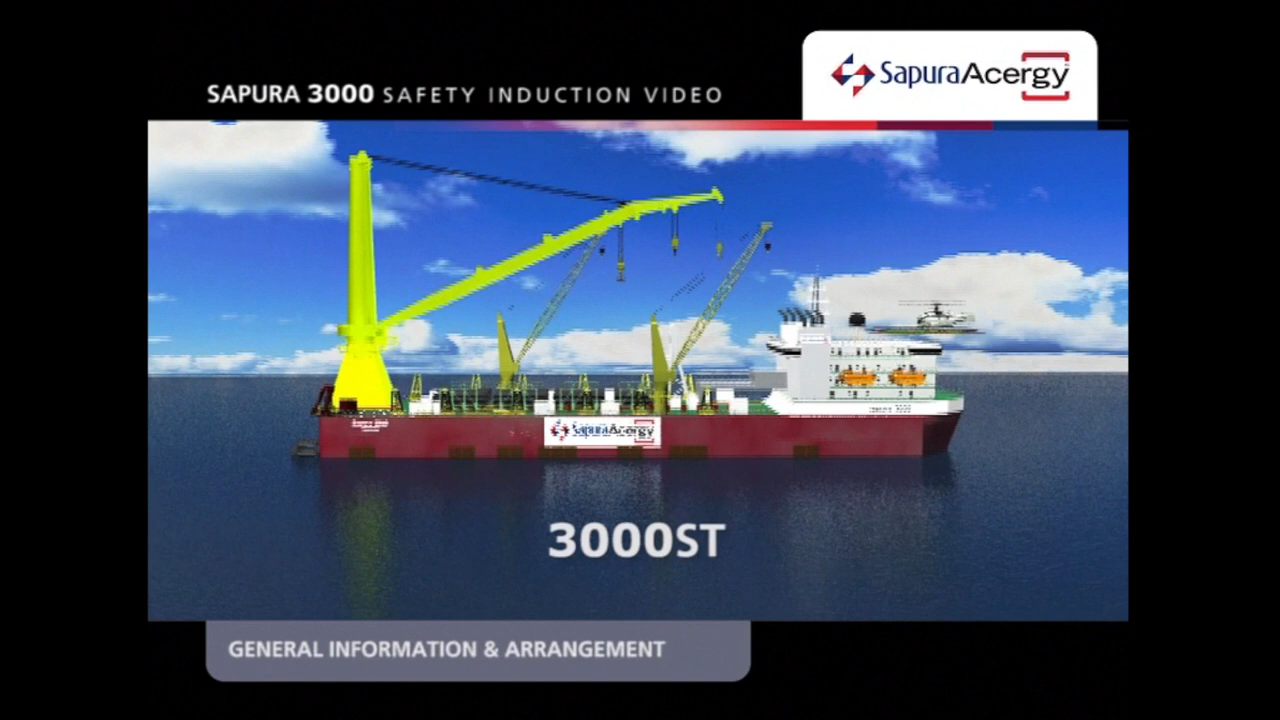 SAPURA 3000 SAFETY INDUCTION VIDEO
SapuraAcergy
SapuraAcergy
3000ST
GENERAL INFORMATION & ARRANGEMENT